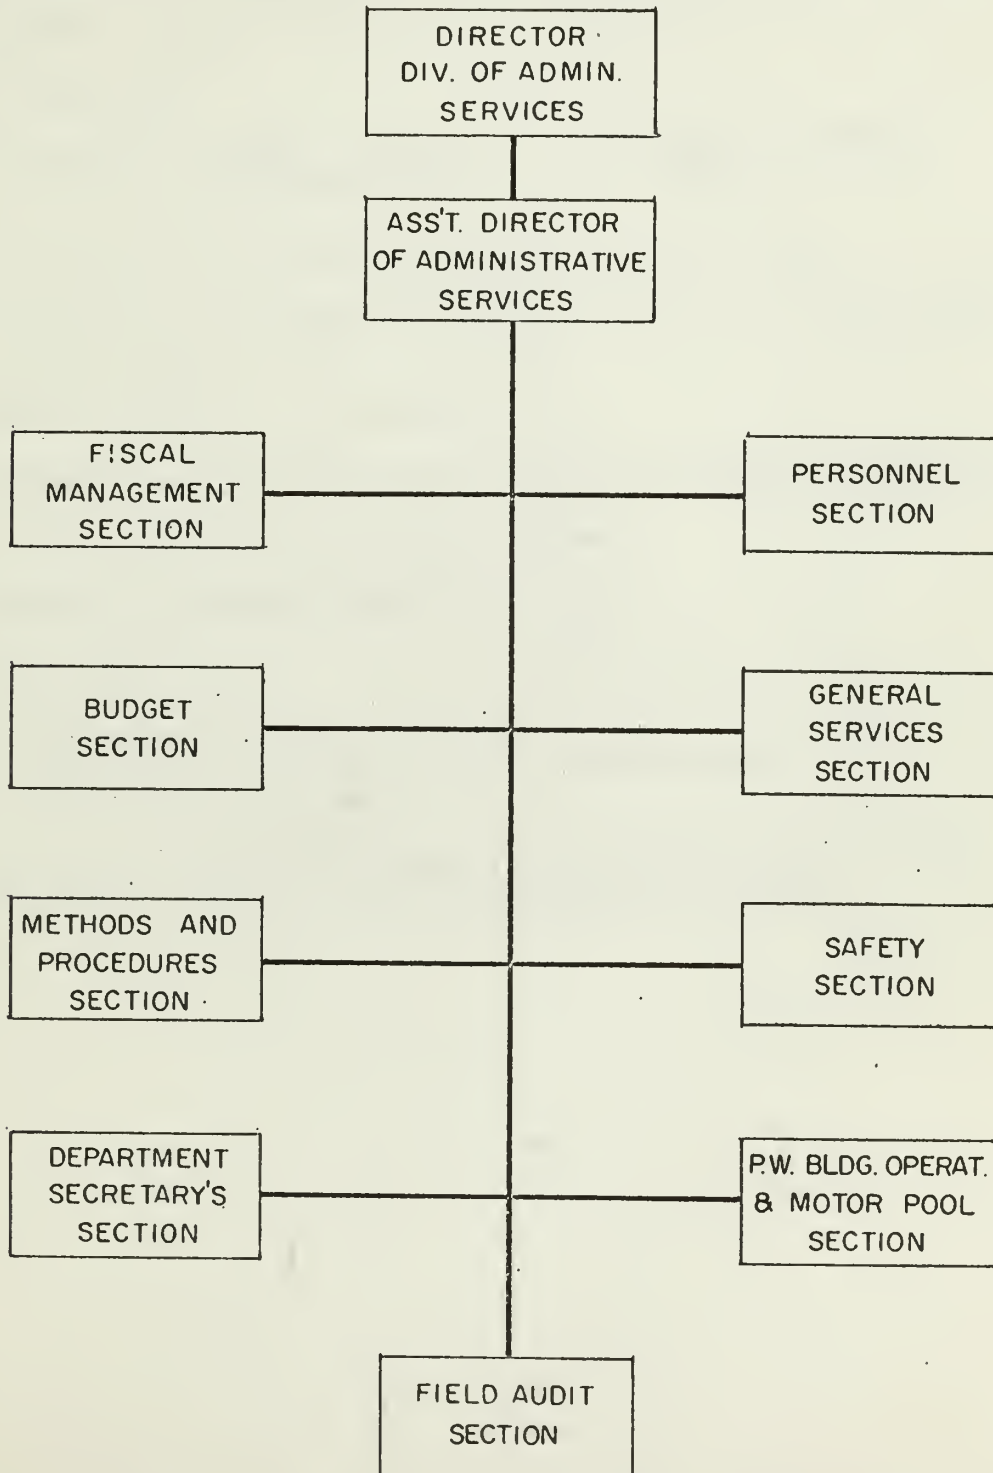 DIRECTOR
DIV. OF ADMIN.
SERVICES
ASS'T. DIRECTOR
OF ADMINISTRATIVE
SERVICES
FISCAL
MANAGEMENT
SECTION
PERSONNEL
SECTION
BUDGET
SECTION
GENERAL
SERVICES
SECTION
METHODS AND
PROCEDURES
SECTION
SAFETY
SECTION
DEPARTMENT
SECRETARY'S
SECTION
P.W. BLDG. OPERAT.
& MOTOR POOL
SECTION
FIELD AUDIT
SECTION